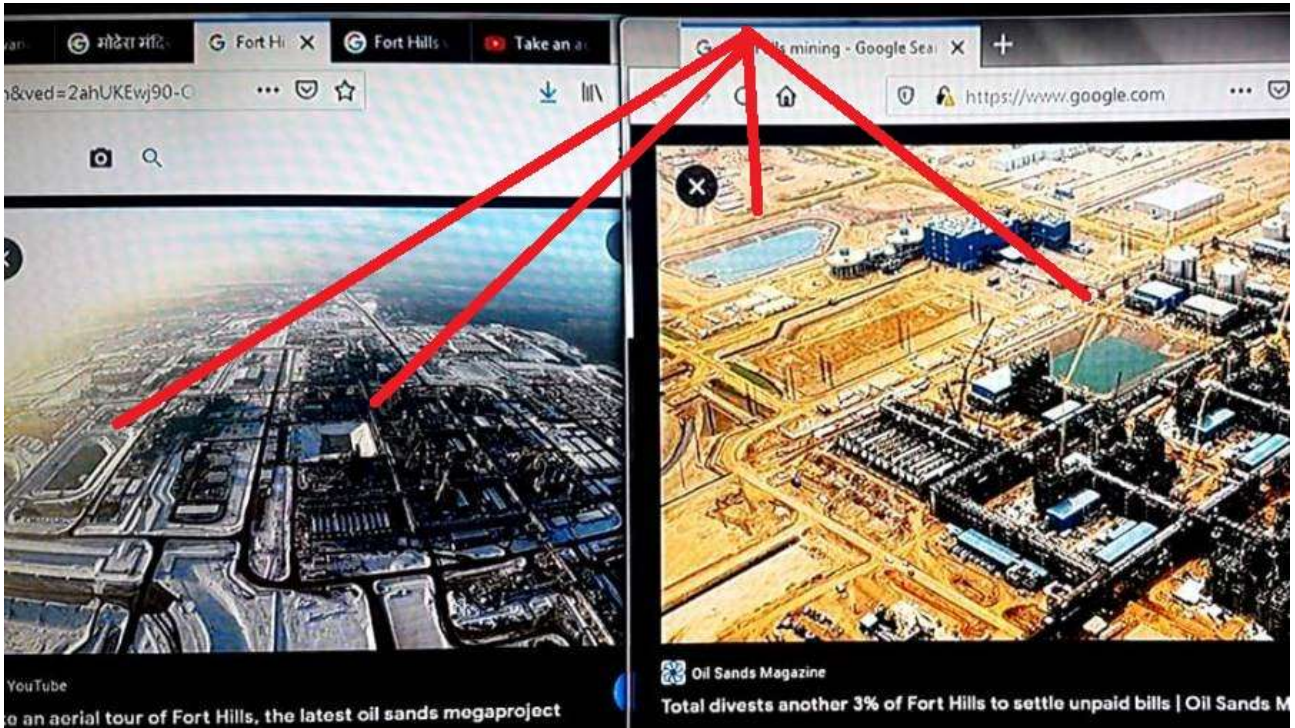 मोढेरा मंदि
Fort Hi
Fort Hills
Take an a
n&ved=2ahUKEwj90-C
ls mining - Google Sea
https://www.google.com
YouTube
e an aerial tour of Fort Hills, the latest oil sands megaproject
Oil Sands Magazine
Total divests another 3% of Fort Hills to settle unpaid bills | Oil Sands M